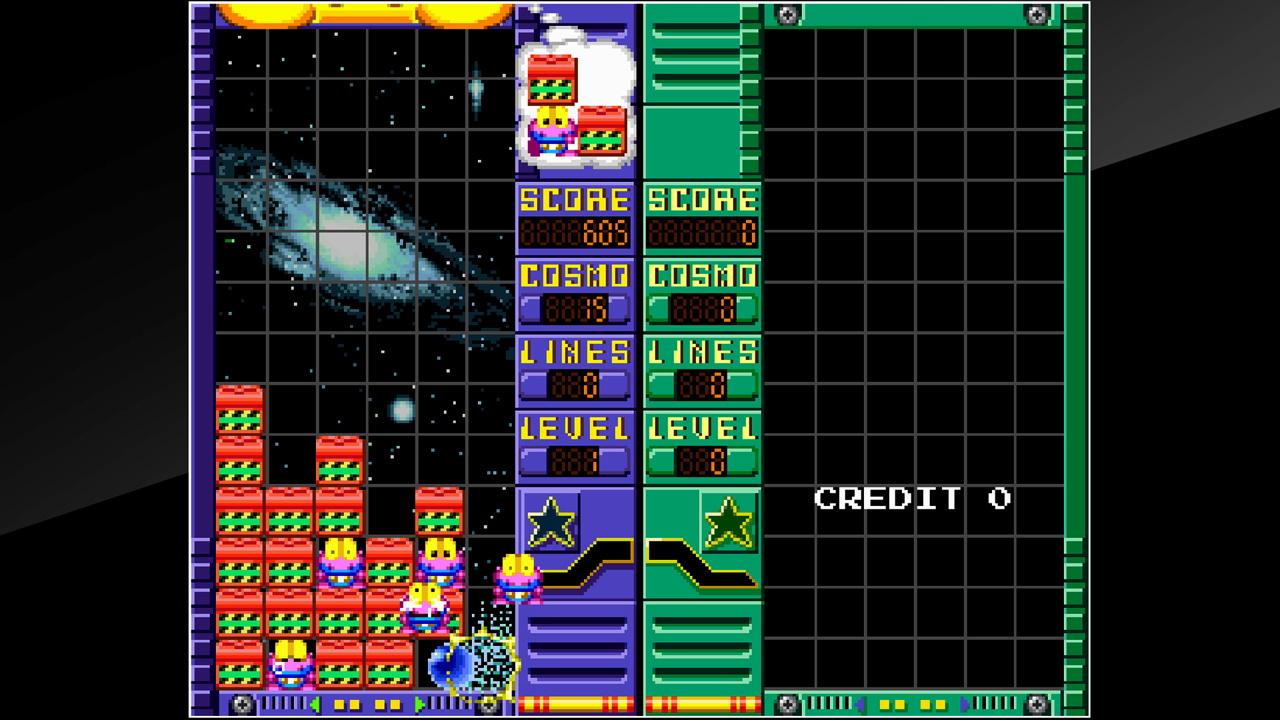 SCORE SCORE
605 0
COSMO COSMO
15 0
LINES LINES
0 0
LEVEL LEVEL
1 0
CREDIT 0